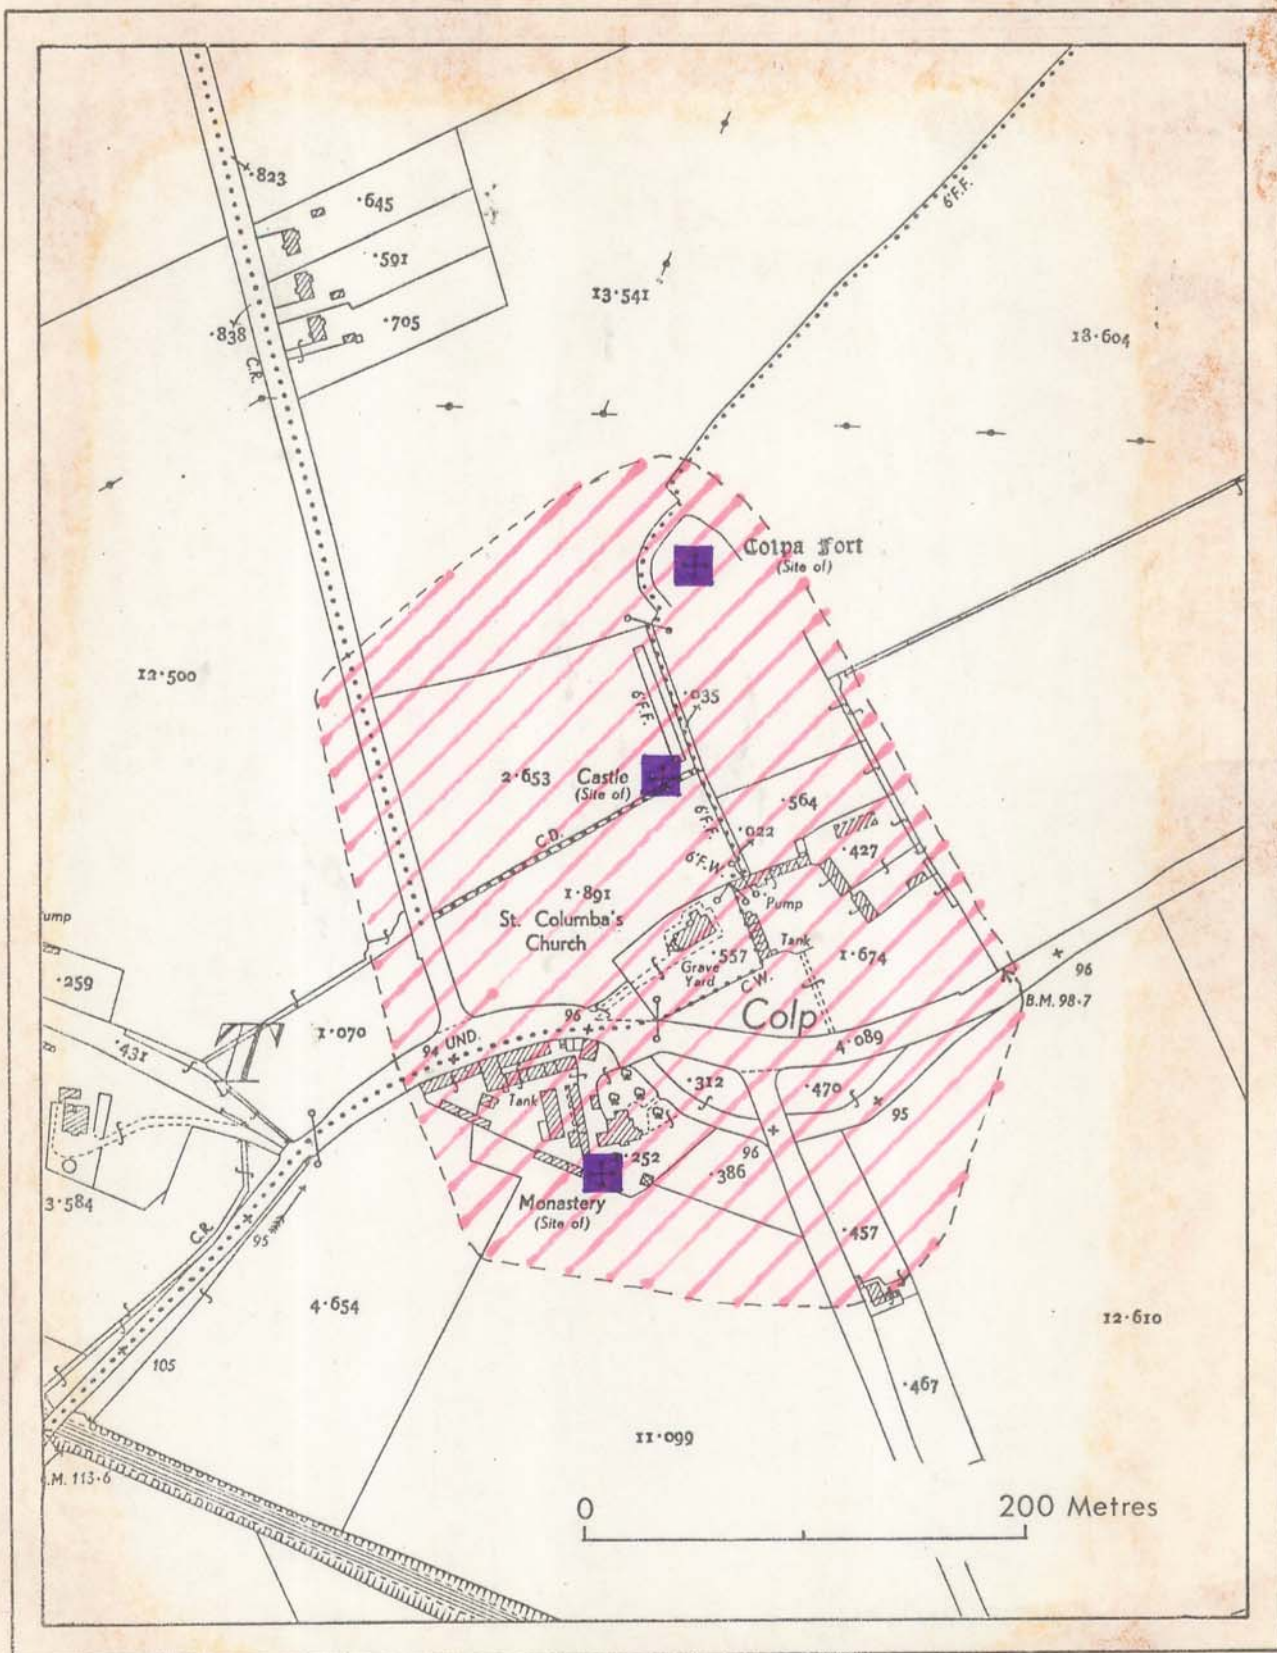 ·823
·645
·591
13·541
·838
·705
C.R.
6'F.F.
18·604
Colpa Fort
(Site of)
12·500
6'F.F.
·035
2·653
Castle
(Site of)
·564
C.D.
6'F.F.
·022
·427
6'F.W.
1·891
St. Columba's
Church
Pump
Tank
·557
Grave
Yard
C.W.
1·674
Colp
ump
·259
·431
1·070
96
B.M. 98·7
96
94
UND.
4·089
·312
·470
95
Tank
·252
96
·386
Monastery
(Site of)
3·584
C.R.
95
·457
4·654
12·610
105
·467
11·099
.M. 113·6
0
200 Metres